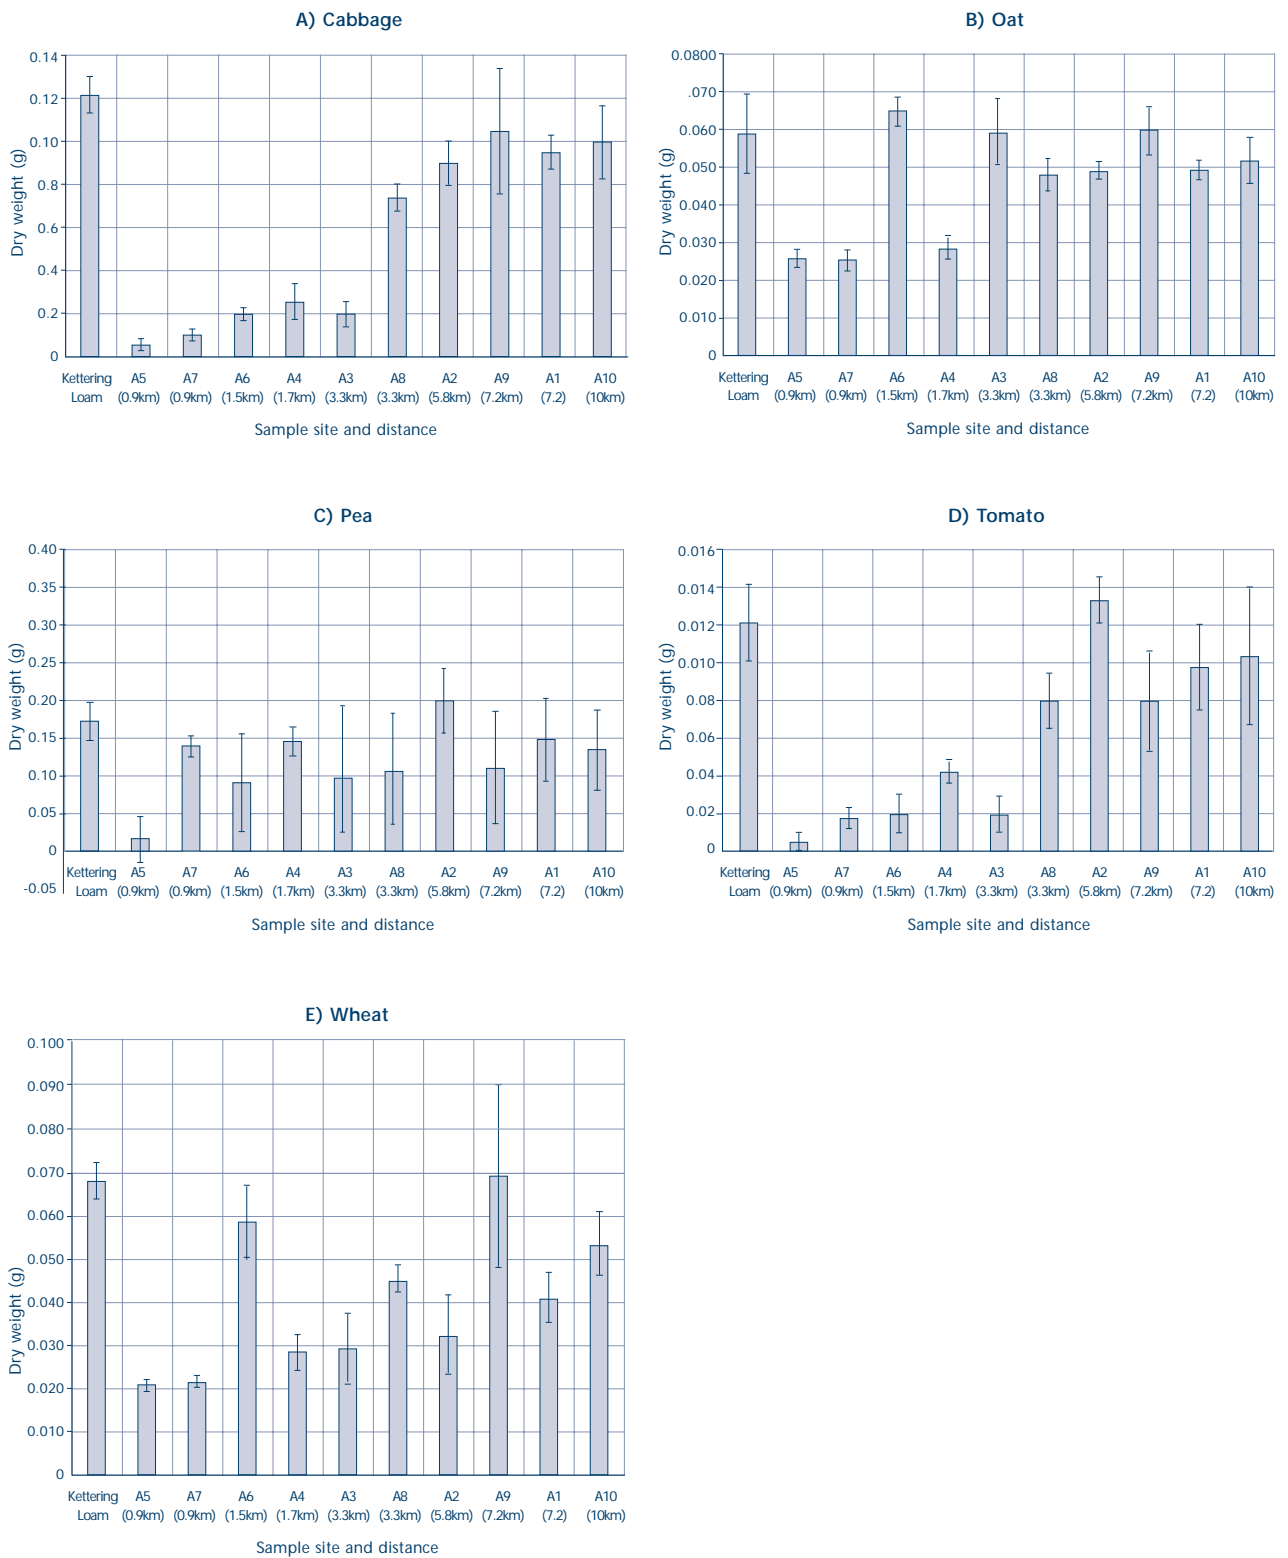 A) Cabbage
0.14
0.12
0.10
0.8
0.6
0.4
0.2
0
Dry weight (g)
Kettering A5 A7 A6 A4 A3 A8 A2 A9 A1 A10
Loam (0.9km) (0.9km) (1.5km) (1.7km) (3.3km) (3.3km) (5.8km) (7.2km) (7.2) (10km)
Sample site and distance
B) Oat
0.0800
.070
0.060
0.050
0.040
0.030
0.020
0.010
0
Dry weight (g)
Kettering A5 A7 A6 A4 A3 A8 A2 A9 A1 A10
Loam (0.9km) (0.9km) (1.5km) (1.7km) (3.3km) (3.3km) (5.8km) (7.2km) (7.2) (10km)
Sample site and distance
C) Pea
0.40
0.35
0.30
0.25
0.20
0.15
0.10
0.05
0
-0.05
Dry weight (g)
Kettering A5 A7 A6 A4 A3 A8 A2 A9 A1 A10
Loam (0.9km) (0.9km) (1.5km) (1.7km) (3.3km) (3.3km) (5.8km) (7.2km) (7.2) (10km)
Sample site and distance
D) Tomato
0.016
0.014
0.012
0.010
0.08
0.06
0.04
0.02
0
Dry weight (g)
Kettering A5 A7 A6 A4 A3 A8 A2 A9 A1 A10
Loam (0.9km) (0.9km) (1.5km) (1.7km) (3.3km) (3.3km) (5.8km) (7.2km) (7.2) (10km)
Sample site and distance
E) Wheat
0.100
0.090
0.080
0.070
0.060
0.050
0.040
0.030
0.020
0.010
0
Dry weight (g)
Kettering A5 A7 A6 A4 A3 A8 A2 A9 A1 A10
Loam (0.9km) (0.9km) (1.5km) (1.7km) (3.3km) (3.3km) (5.8km) (7.2km) (7.2) (10km)
Sample site and distance